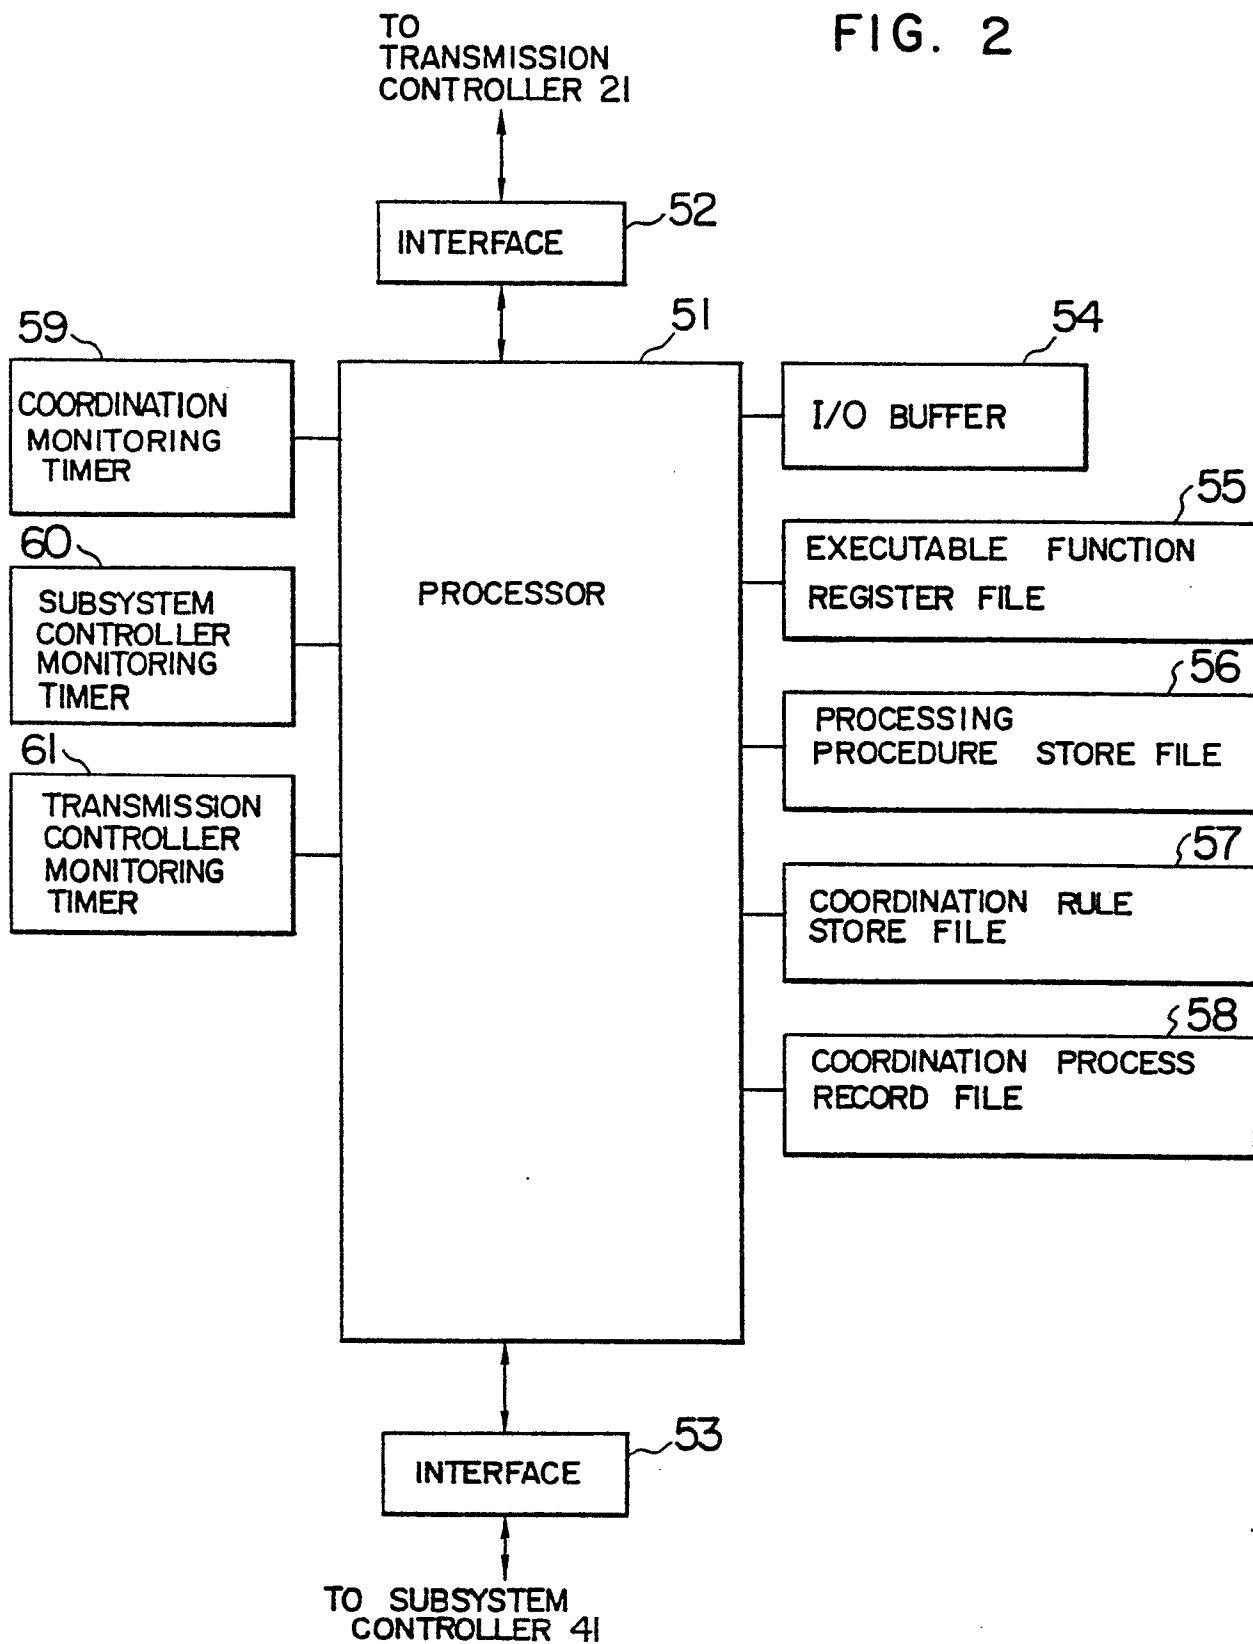 FIG. 2
TO
TRANSMISSION
CONTROLLER 21
52
INTERFACE
59
51
54
COORDINATION
MONITORING
TIMER
I/O BUFFER
60
55
SUBSYSTEM
CONTROLLER
MONITORING
TIMER
PROCESSOR
EXECUTABLE FUNCTION
REGISTER FILE
61
56
TRANSMISSION
CONTROLLER
MONITORING
TIMER
PROCESSING
PROCEDURE STORE FILE
57
COORDINATION RULE
STORE FILE
58
COORDINATION PROCESS
RECORD FILE
53
INTERFACE
TO SUBSYSTEM
CONTROLLER 41